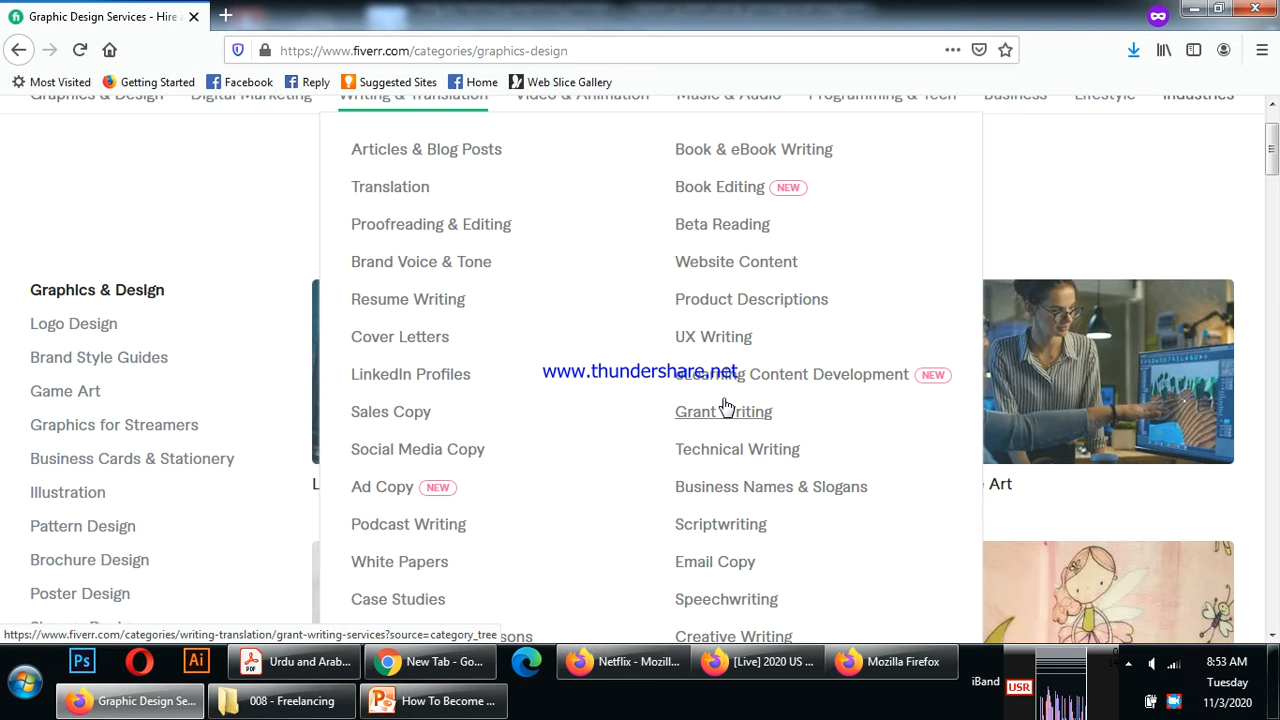 Graphic Design Services - Hire
https://www.fiverr.com/categories/graphics-design
Most Visited
Getting Started
Facebook
Reply
Suggested Sites
Home
Web Slice Gallery
Graphics & Design
Digital Marketing
Writing & Translation
Video & Animation
Music & Audio
Programming & Tech
Business
Lifestyle
Industries
Articles & Blog Posts
Translation
Proofreading & Editing
Brand Voice & Tone
Resume Writing
Cover Letters
LinkedIn Profiles
Sales Copy
Social Media Copy
Ad Copy NEW
Podcast Writing
White Papers
Case Studies
Book & eBook Writing
Book Editing NEW
Beta Reading
Website Content
Product Descriptions
UX Writing
eLearning Content Development NEW
Grant Writing
Technical Writing
Business Names & Slogans
Scriptwriting
Email Copy
Speechwriting
Creative Writing
www.thundershare.net
Graphics & Design
Logo Design
Brand Style Guides
Game Art
Graphics for Streamers
Business Cards & Stationery
Illustration
Pattern Design
Brochure Design
Poster Design
Art
https://www.fiverr.com/categories/writing-translation/grant-writing-services?source=category_tree
Ps
Ai
PDF
Urdu and Arab...
New Tab - Go...
Netflix - Mozill...
[Live] 2020 US ...
Mozilla Firefox
iBand
USR
8:53 AM
Tuesday
11/3/2020
Graphic Design Se...
008 - Freelancing
How To Become ...